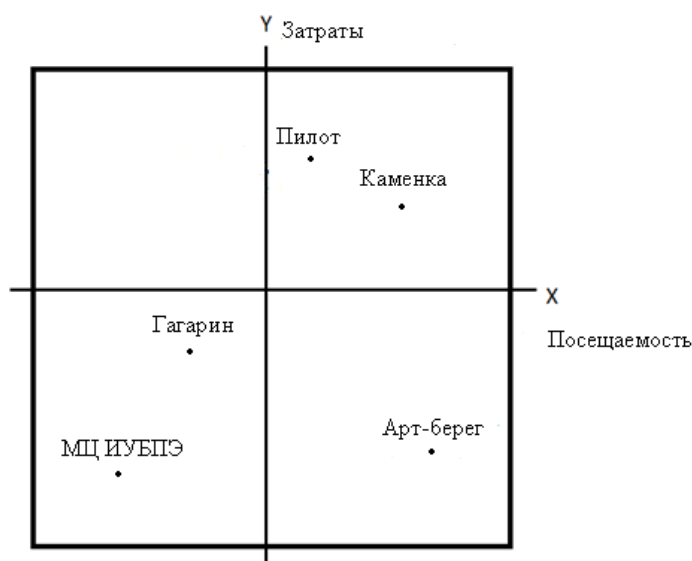 Y Затраты
Пилот
Каменка
X
Гагарин
Посещаемость
Арт-берег
МЦ ИУБПЭ